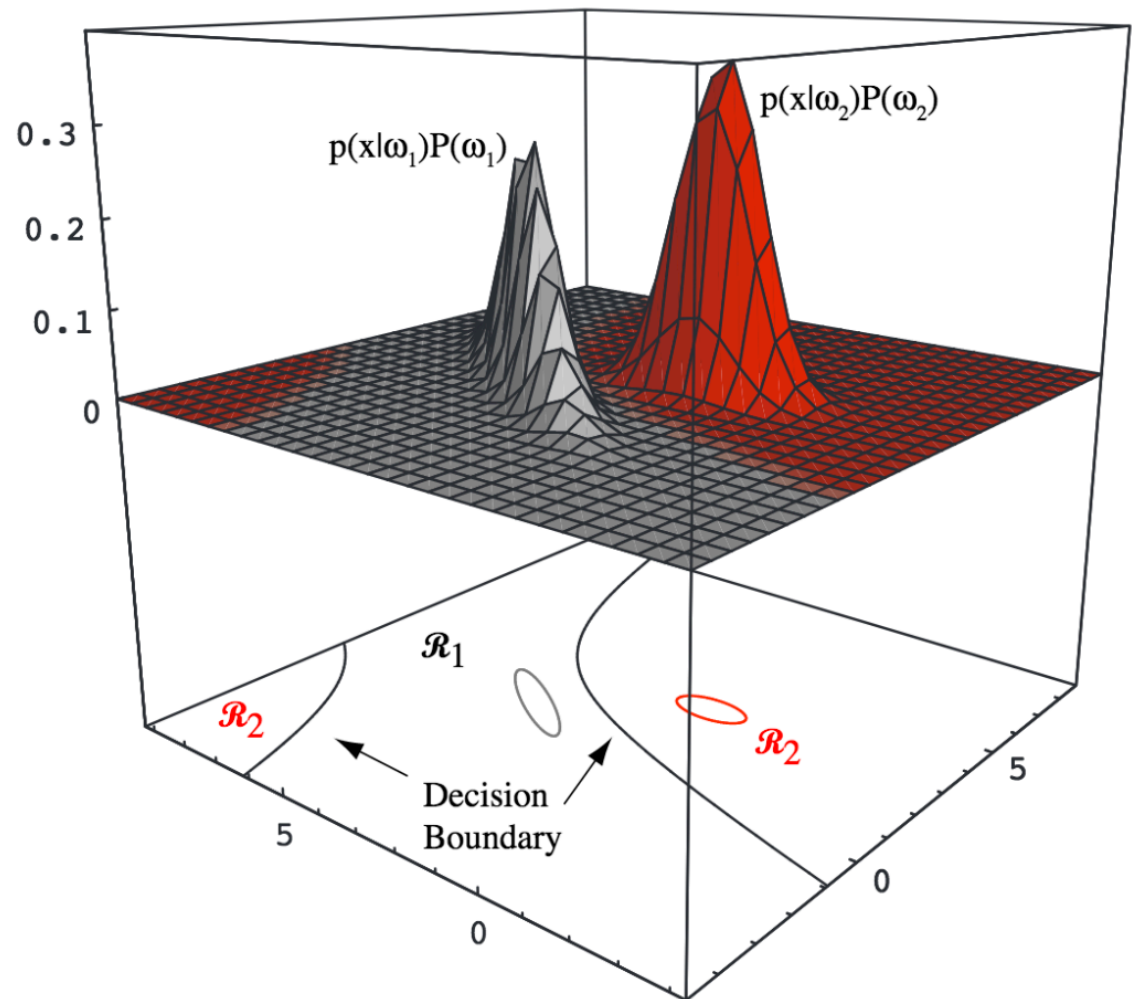 p(x|ω₂)P(ω₂)
0.3
p(x|ω₁)P(ω₁)
0.2
0.1
0
ℛ₁
ℛ₂
ℛ₂
5
Decision
Boundary
5
0
0